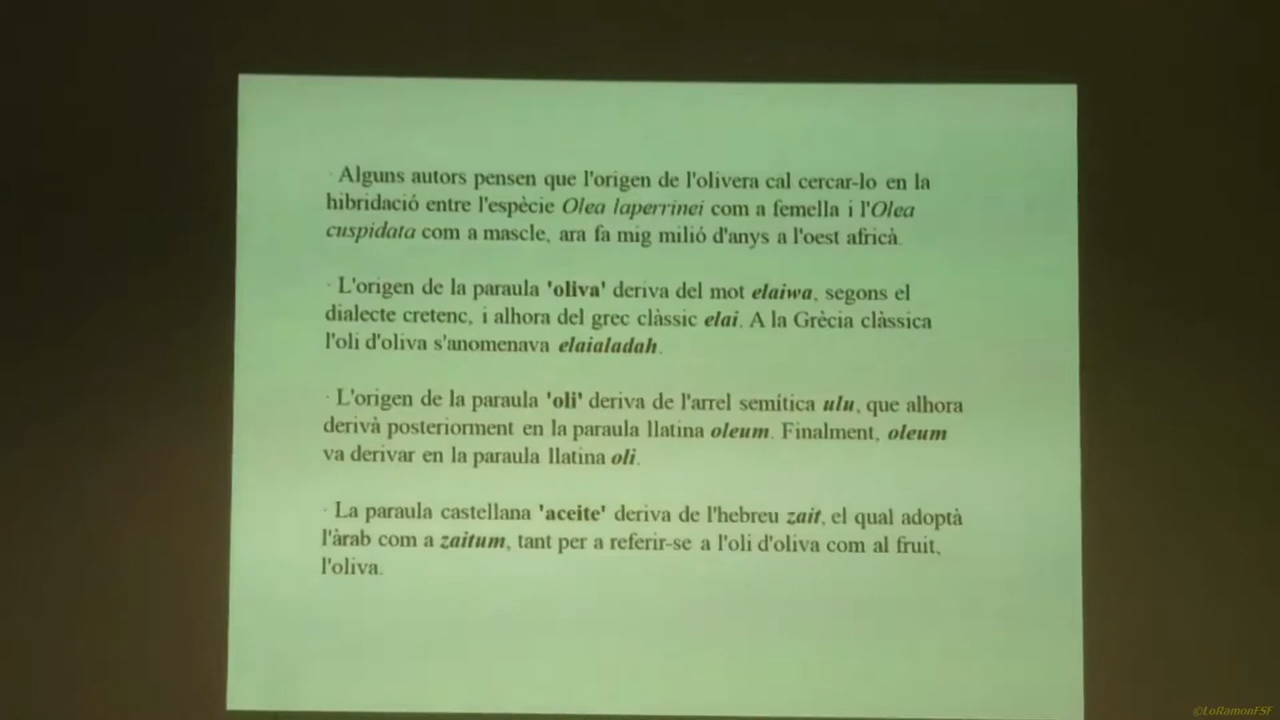 · Alguns autors pensen que l'origen de l'olivera cal cercar-lo en la
hibridació entre l'espècie Olea laperrinei com a femella i l'Olea
cuspidata com a mascle, ara fa mig milió d'anys a l'oest africà.
· L'origen de la paraula 'oliva' deriva del mot elaiwa, segons el
dialecte cretenc, i alhora del grec clàssic elai. A la Grècia clàssica
l'oli d'oliva s'anomenava elaialadah.
· L'origen de la paraula 'oli' deriva de l'arrel semítica ulu, que alhora
derivà posteriorment en la paraula llatina oleum. Finalment, oleum
va derivar en la paraula llatina oli.
· La paraula castellana 'aceite' deriva de l'hebreu zait, el qual adoptà
l'àrab com a zaitum, tant per a referir-se a l'oli d'oliva com al fruit,
l'oliva.
©LoRamonFSF